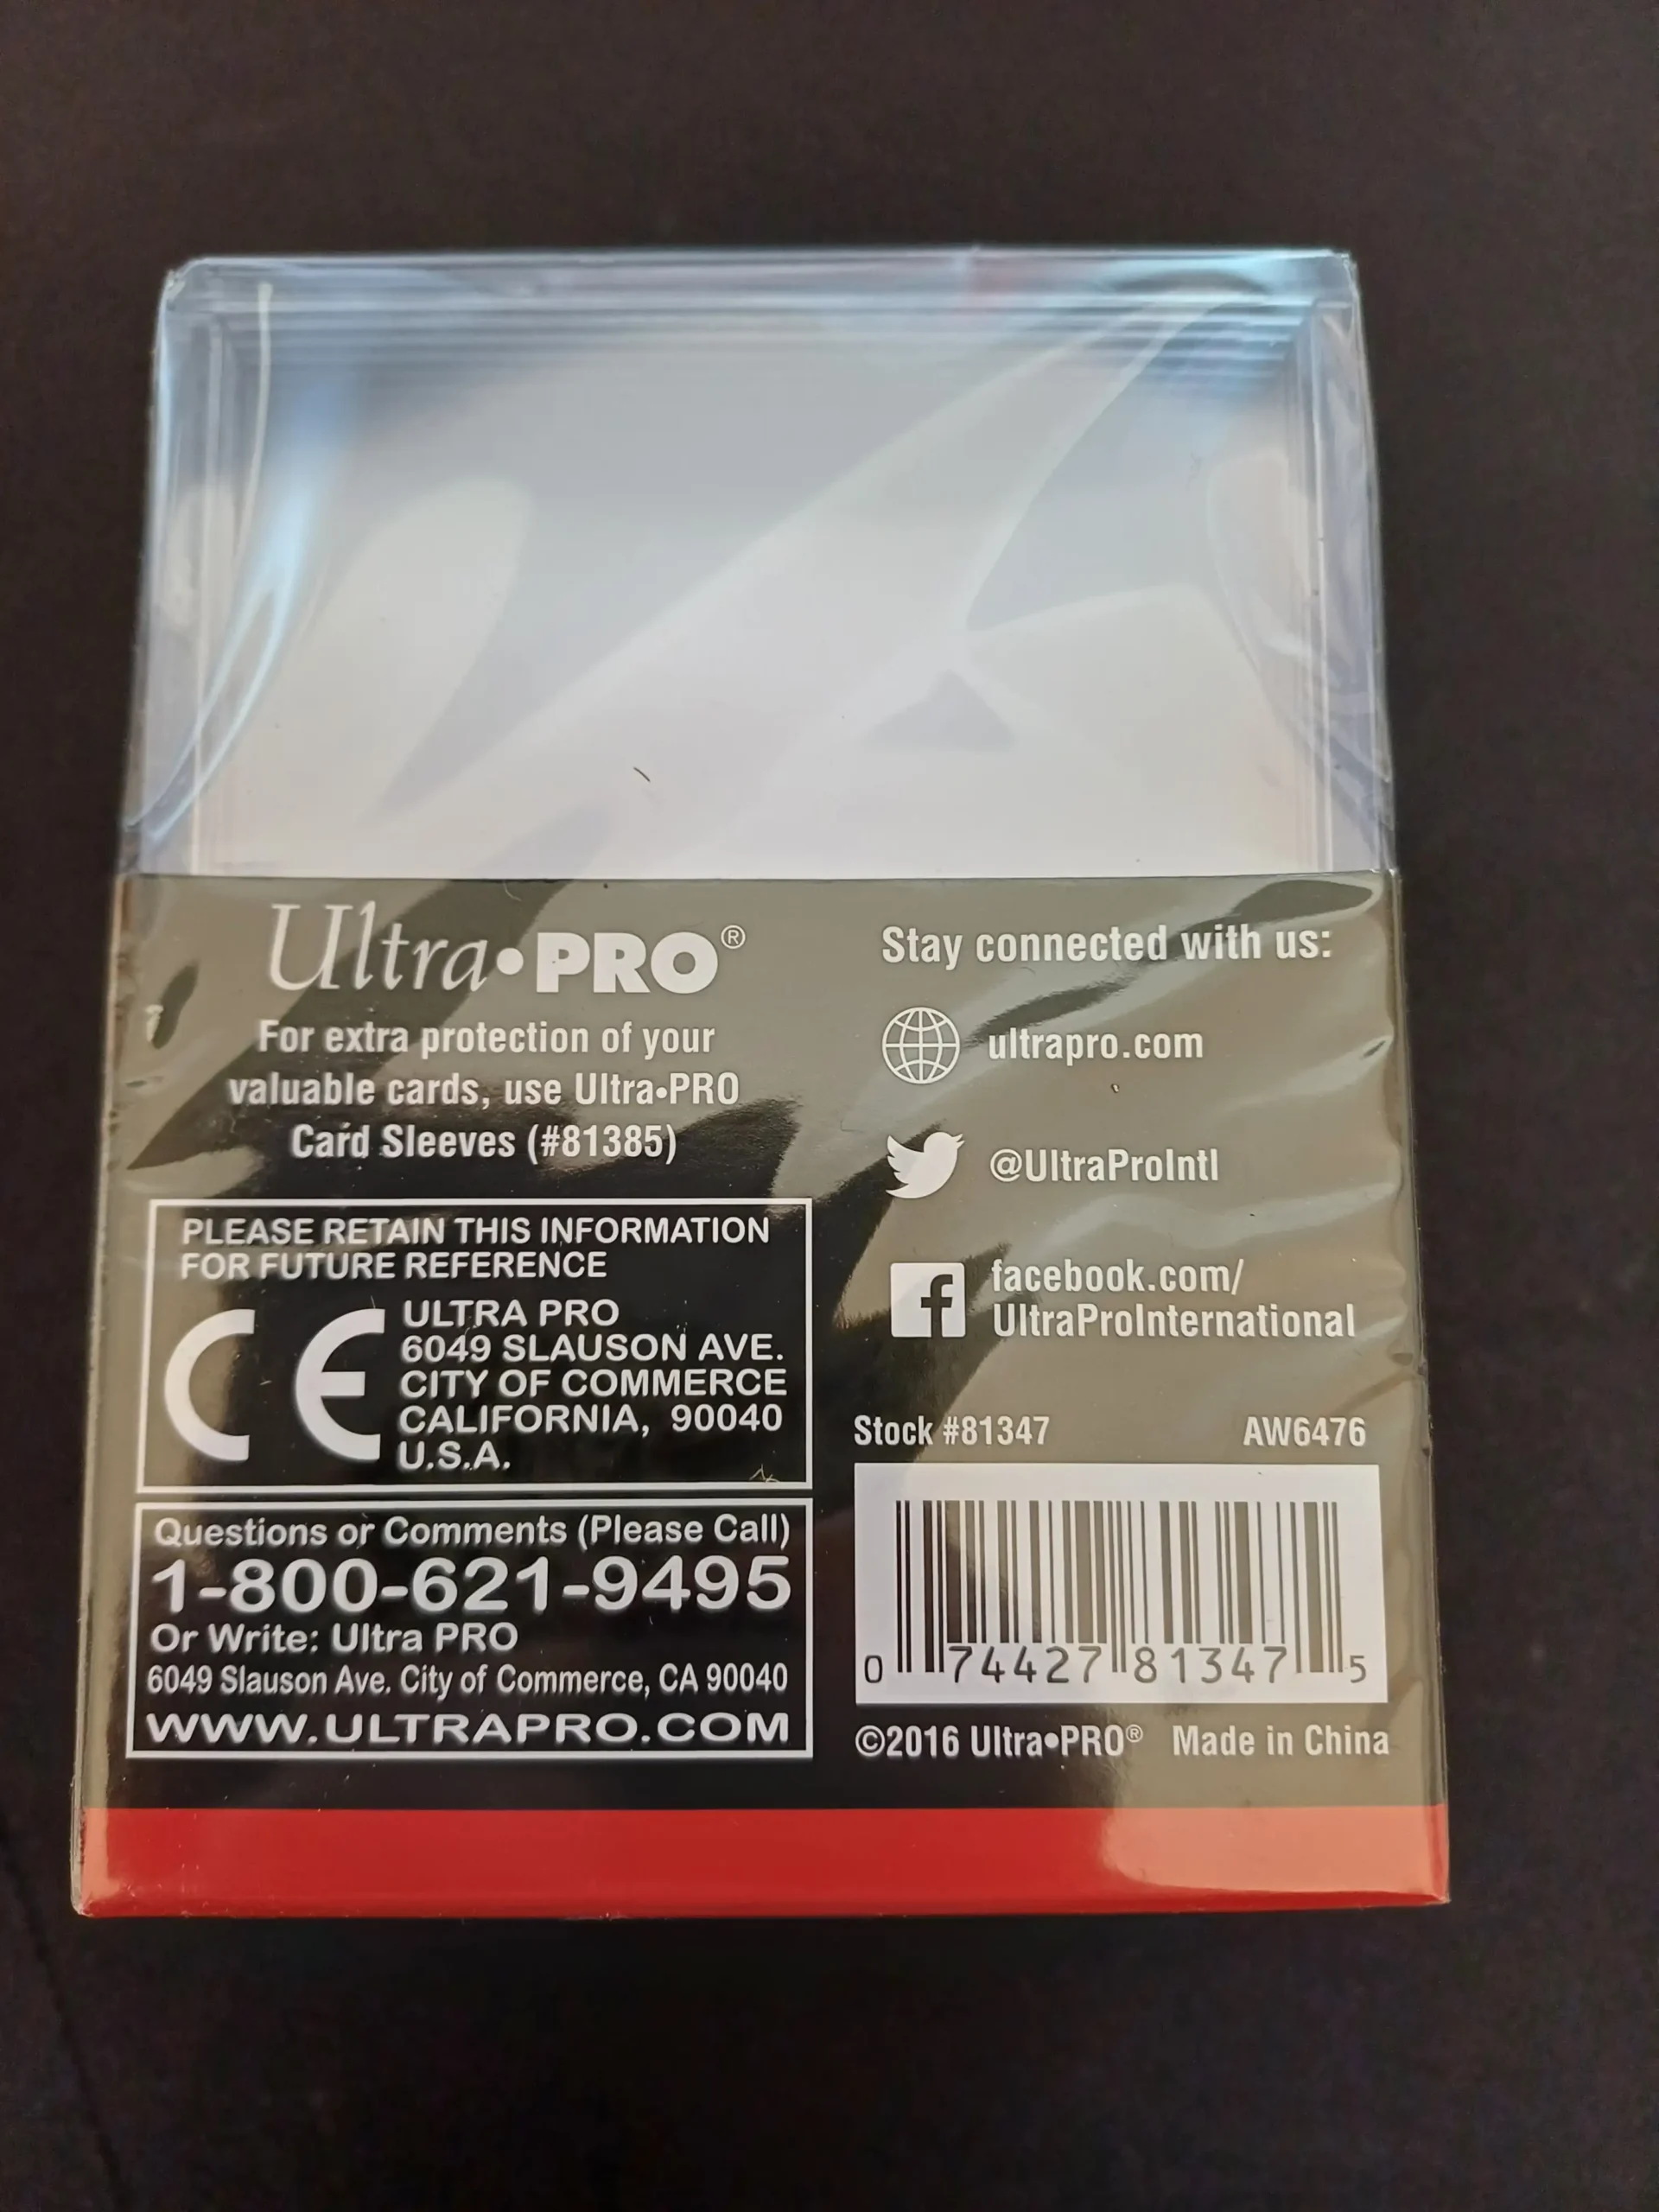 Ultra•PRO®
For extra protection of your
valuable cards, use Ultra•PRO
Card Sleeves (#81385)
PLEASE RETAIN THIS INFORMATION
FOR FUTURE REFERENCE
CE
ULTRA PRO
6049 SLAUSON AVE.
CITY OF COMMERCE
CALIFORNIA, 90040
U.S.A.
Questions or Comments (Please Call)
1-800-621-9495
Or Write: Ultra PRO
6049 Slauson Ave. City of Commerce, CA 90040
WWW.ULTRAPRO.COM
Stay connected with us:
ultrapro.com
@UltraProIntl
facebook.com/
UltraProInternational
Stock #81347 AW6476
0 74427 81347 5
©2016 Ultra•PRO® Made in China